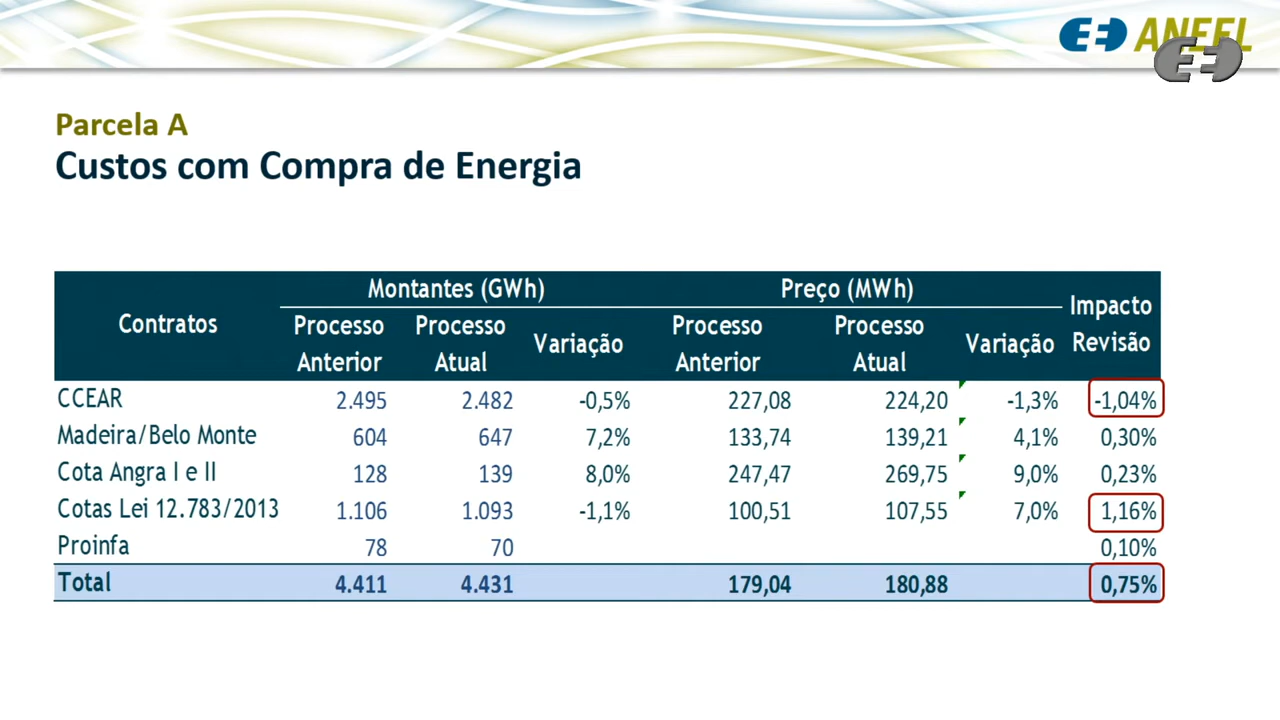 ANEEL
Parcela A
Custos com Compra de Energia
Contratos Montantes (GWh) Preço (MWh) Impacto Revisão
Processo Anterior Processo Atual Variação Processo Anterior Processo Atual Variação
CCEAR 2.495 2.482 -0,5% 227,08 224,20 -1,3% -1,04%
Madeira/Belo Monte 604 647 7,2% 133,74 139,21 4,1% 0,30%
Cota Angra I e II 128 139 8,0% 247,47 269,75 9,0% 0,23%
Cotas Lei 12.783/2013 1.106 1.093 -1,1% 100,51 107,55 7,0% 1,16%
Proinfa 78 70 0,10%
Total 4.411 4.431 179,04 180,88 0,75%